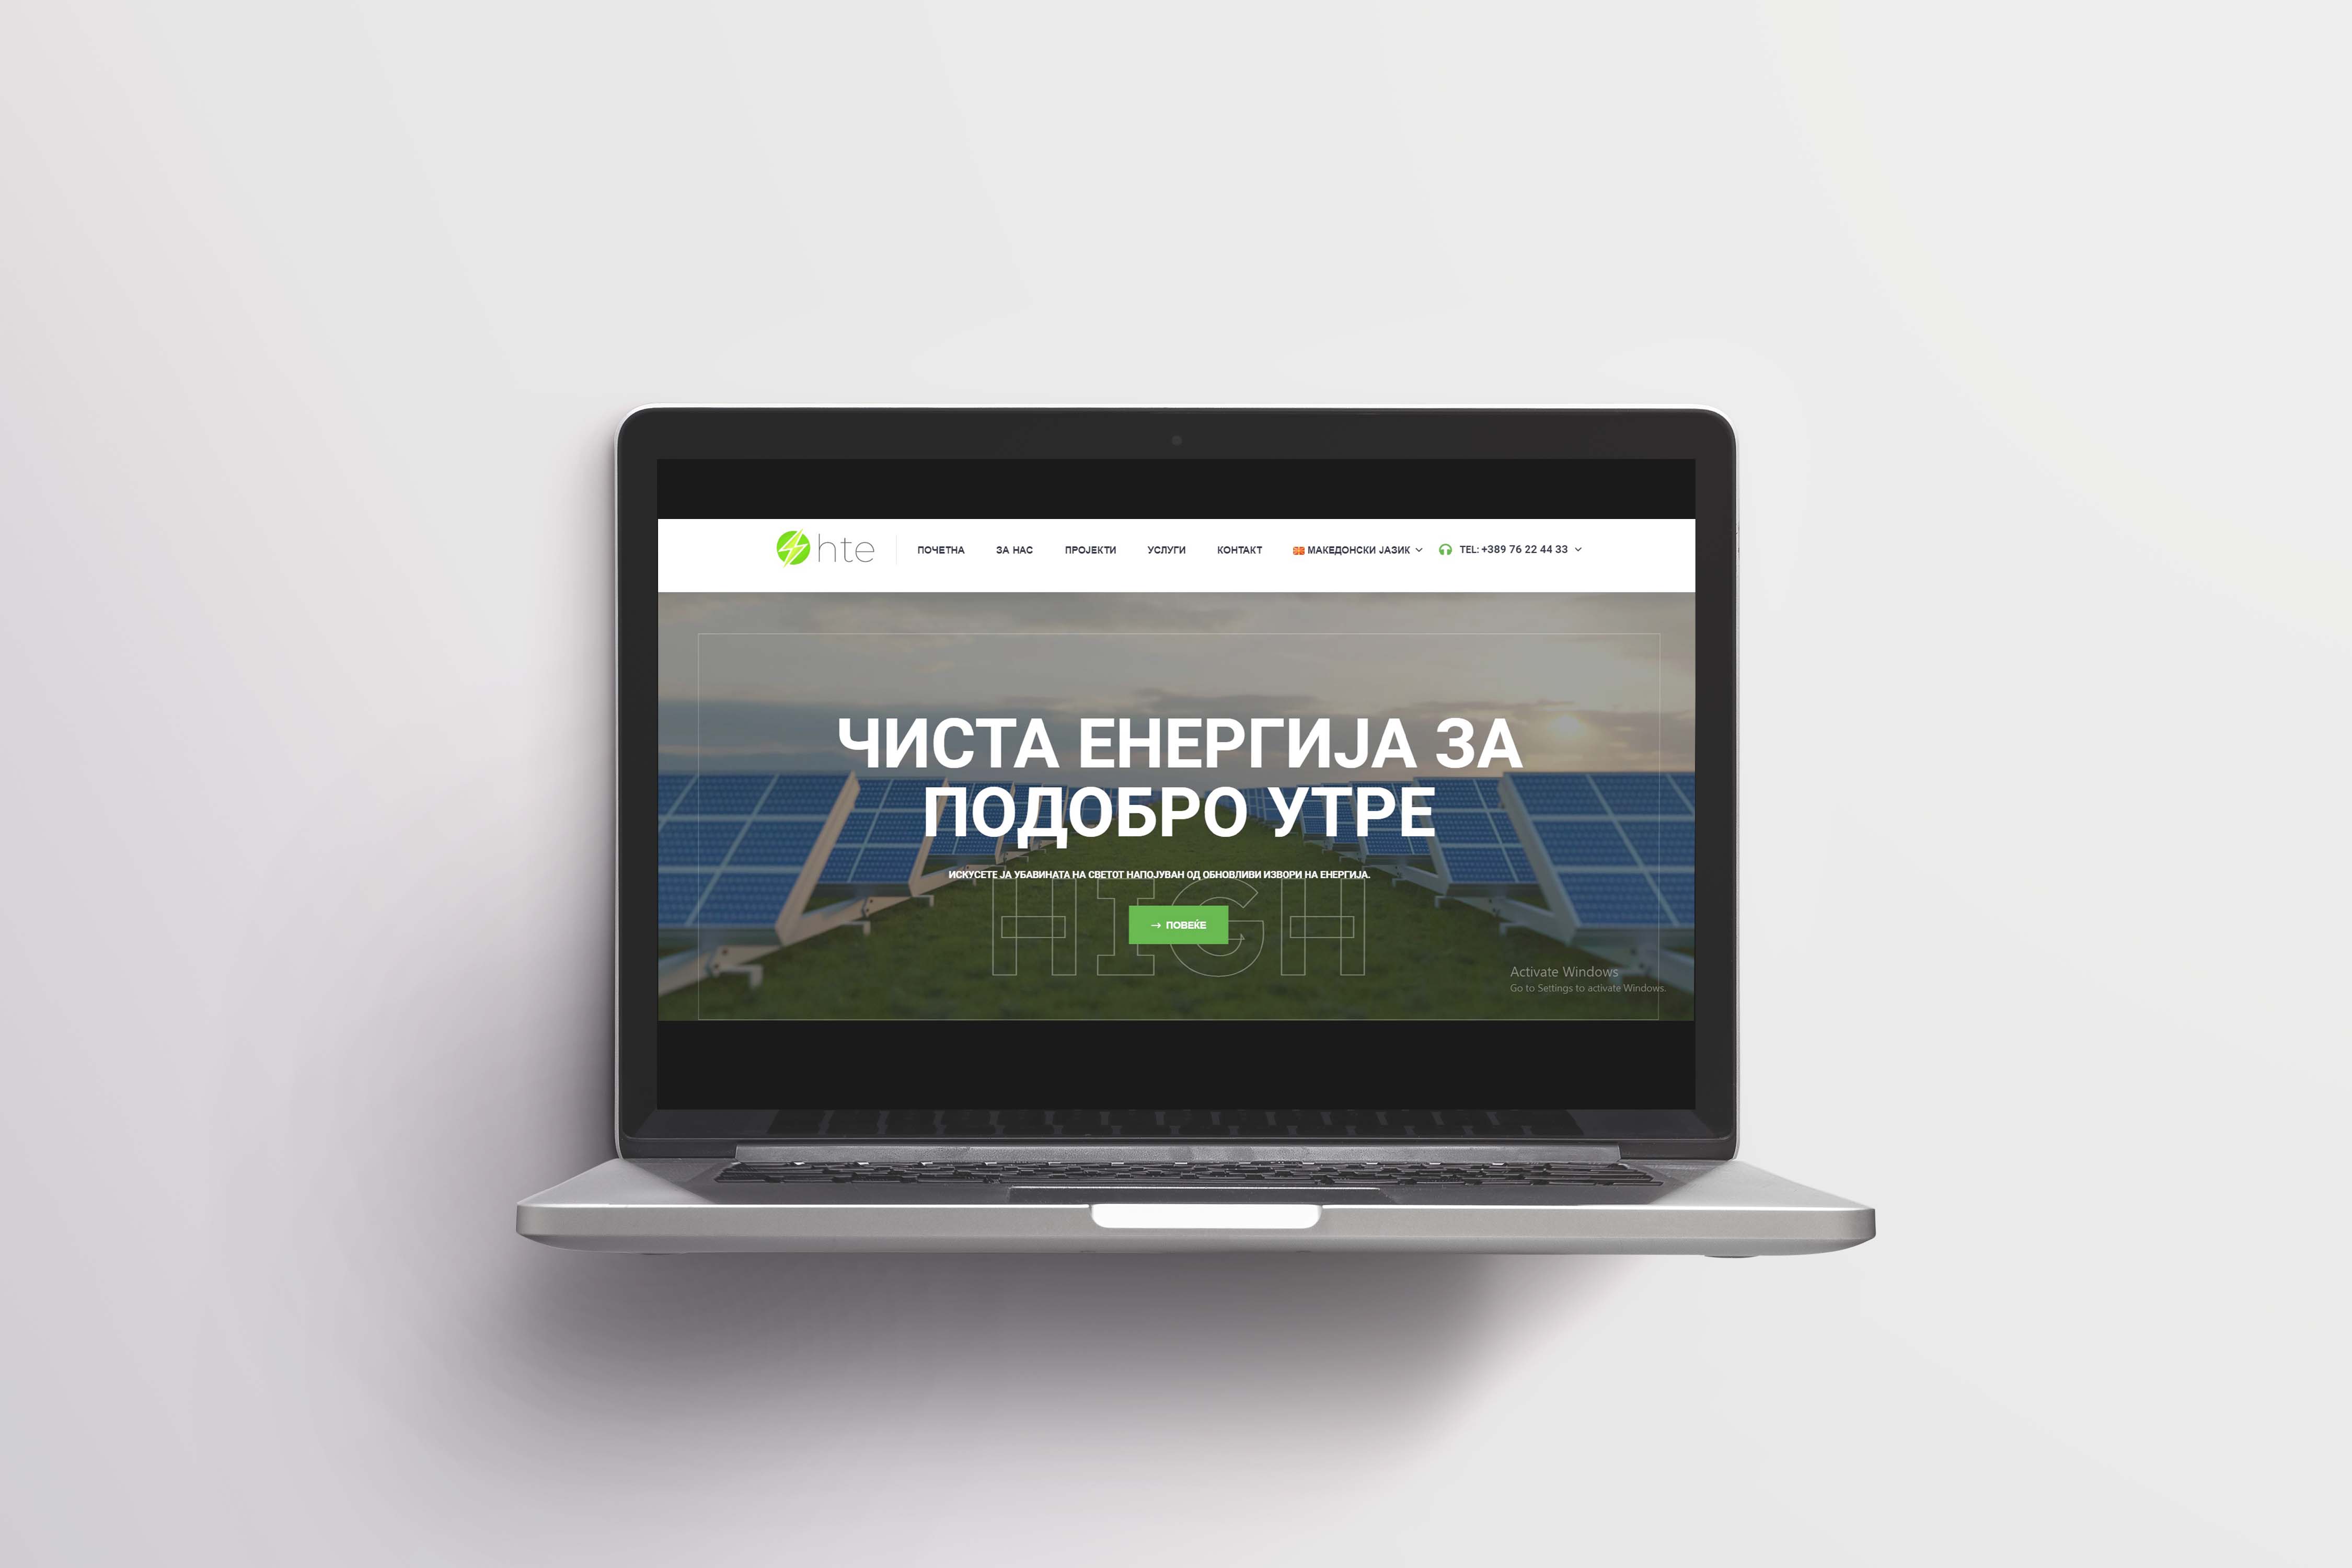 hte
ПОЧЕТНА ЗА НАС ПРОЈЕКТИ УСЛУГИ КОНТАКТ МАКЕДОНСКИ ЈАЗИК TEL: +389 76 22 44 33
ЧИСТА ЕНЕРГИЈА ЗА
ПОДОБРО УТРЕ
ИСКУСЕТЕ ЈА УБАВИНАТА НА СВЕТОТ НАПОЈУВАН ОД ОБНОВЛИВИ ИЗВОРИ НА ЕНЕРГИЈА.
HIGH
→ ПОВЕЌЕ
Activate Windows
Go to Settings to activate Windows.